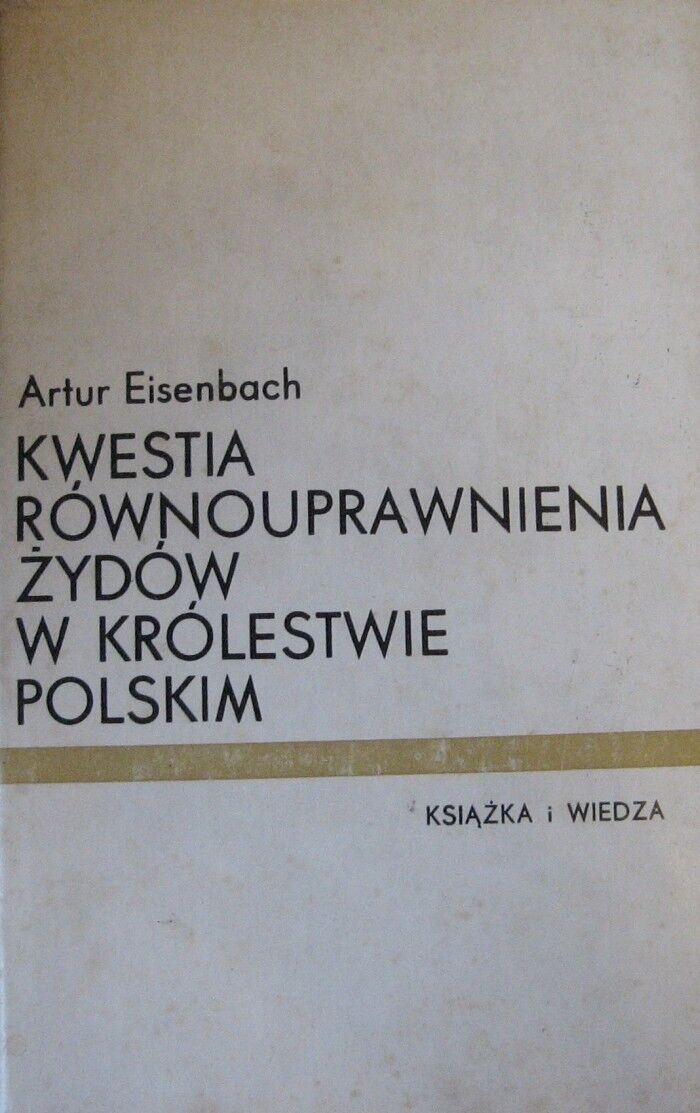 Artur Eisenbach
KWESTIA
RÓWNOUPRAWNIENIA
ŻYDÓW
W KRÓLESTWIE
POLSKIM
KSIĄŻKA i WIEDZA